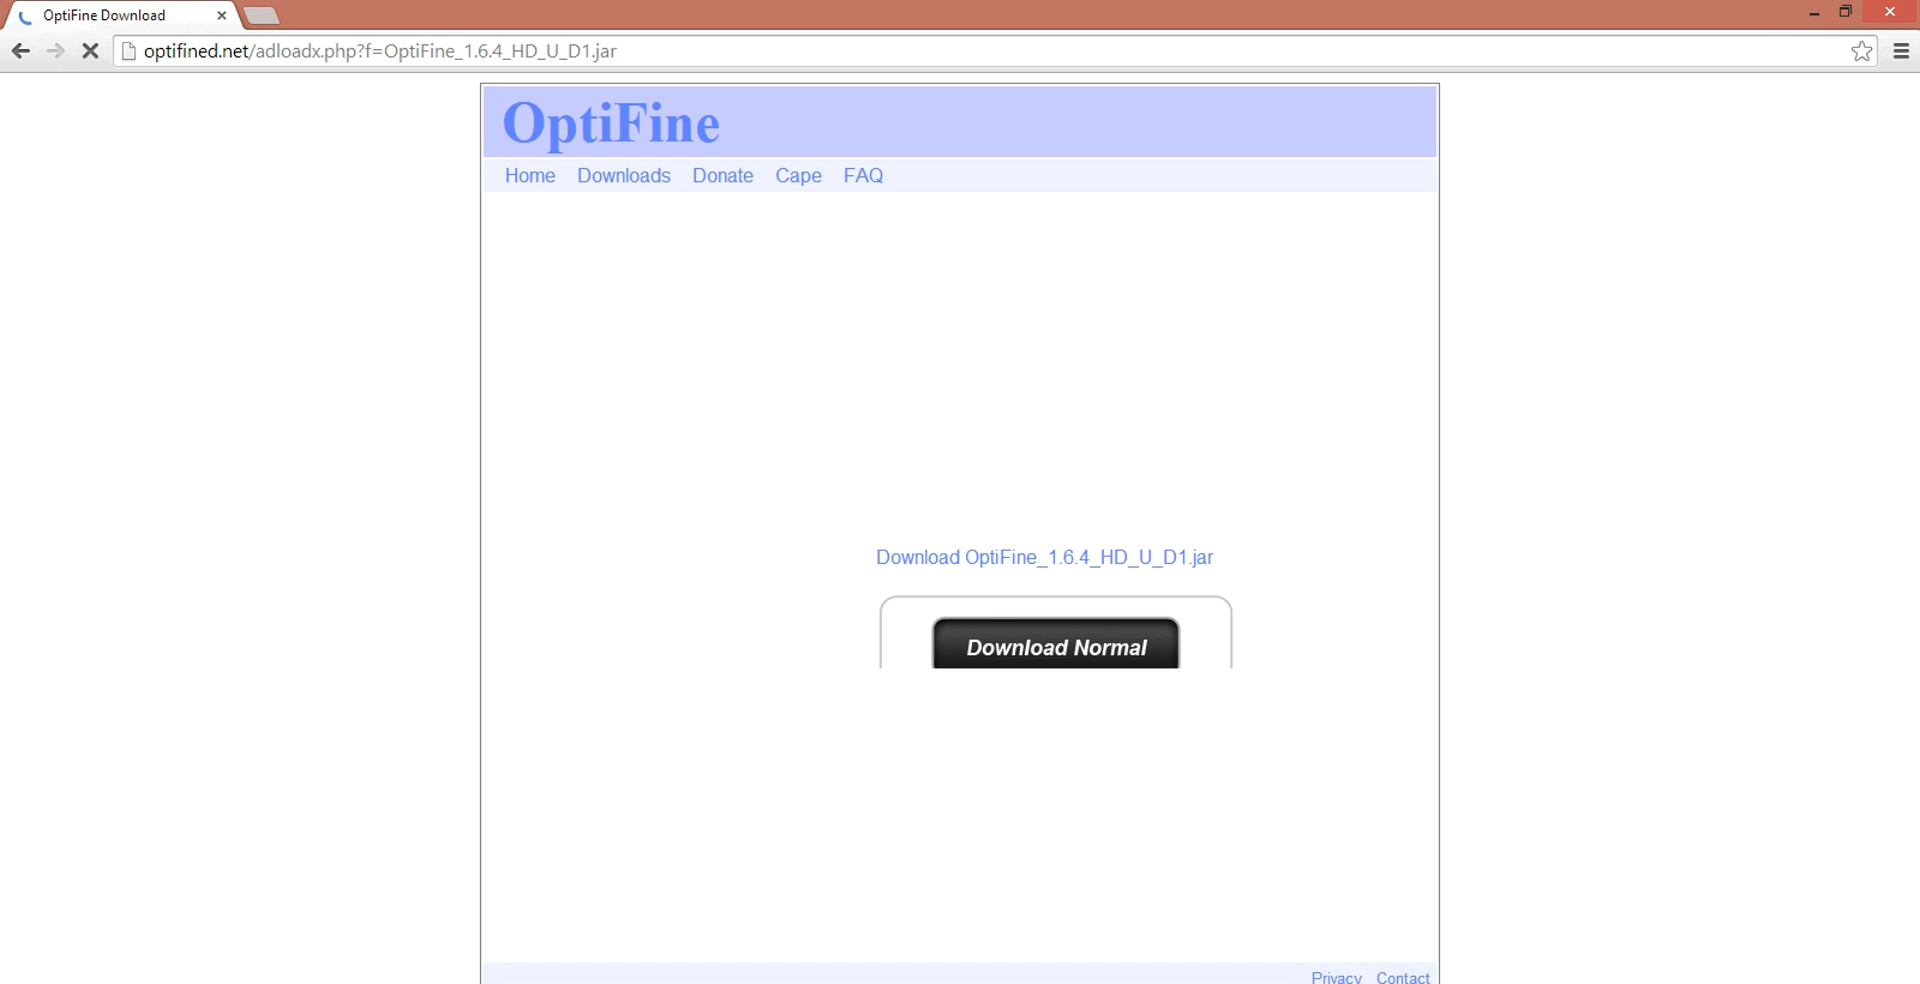 OptiFine Download
optifined.net/adloadx.php?f=OptiFine_1.6.4_HD_U_D1.jar
OptiFine
Home Downloads Donate Cape FAQ
Download OptiFine_1.6.4_HD_U_D1.jar
Download Normal
Privacy Contact